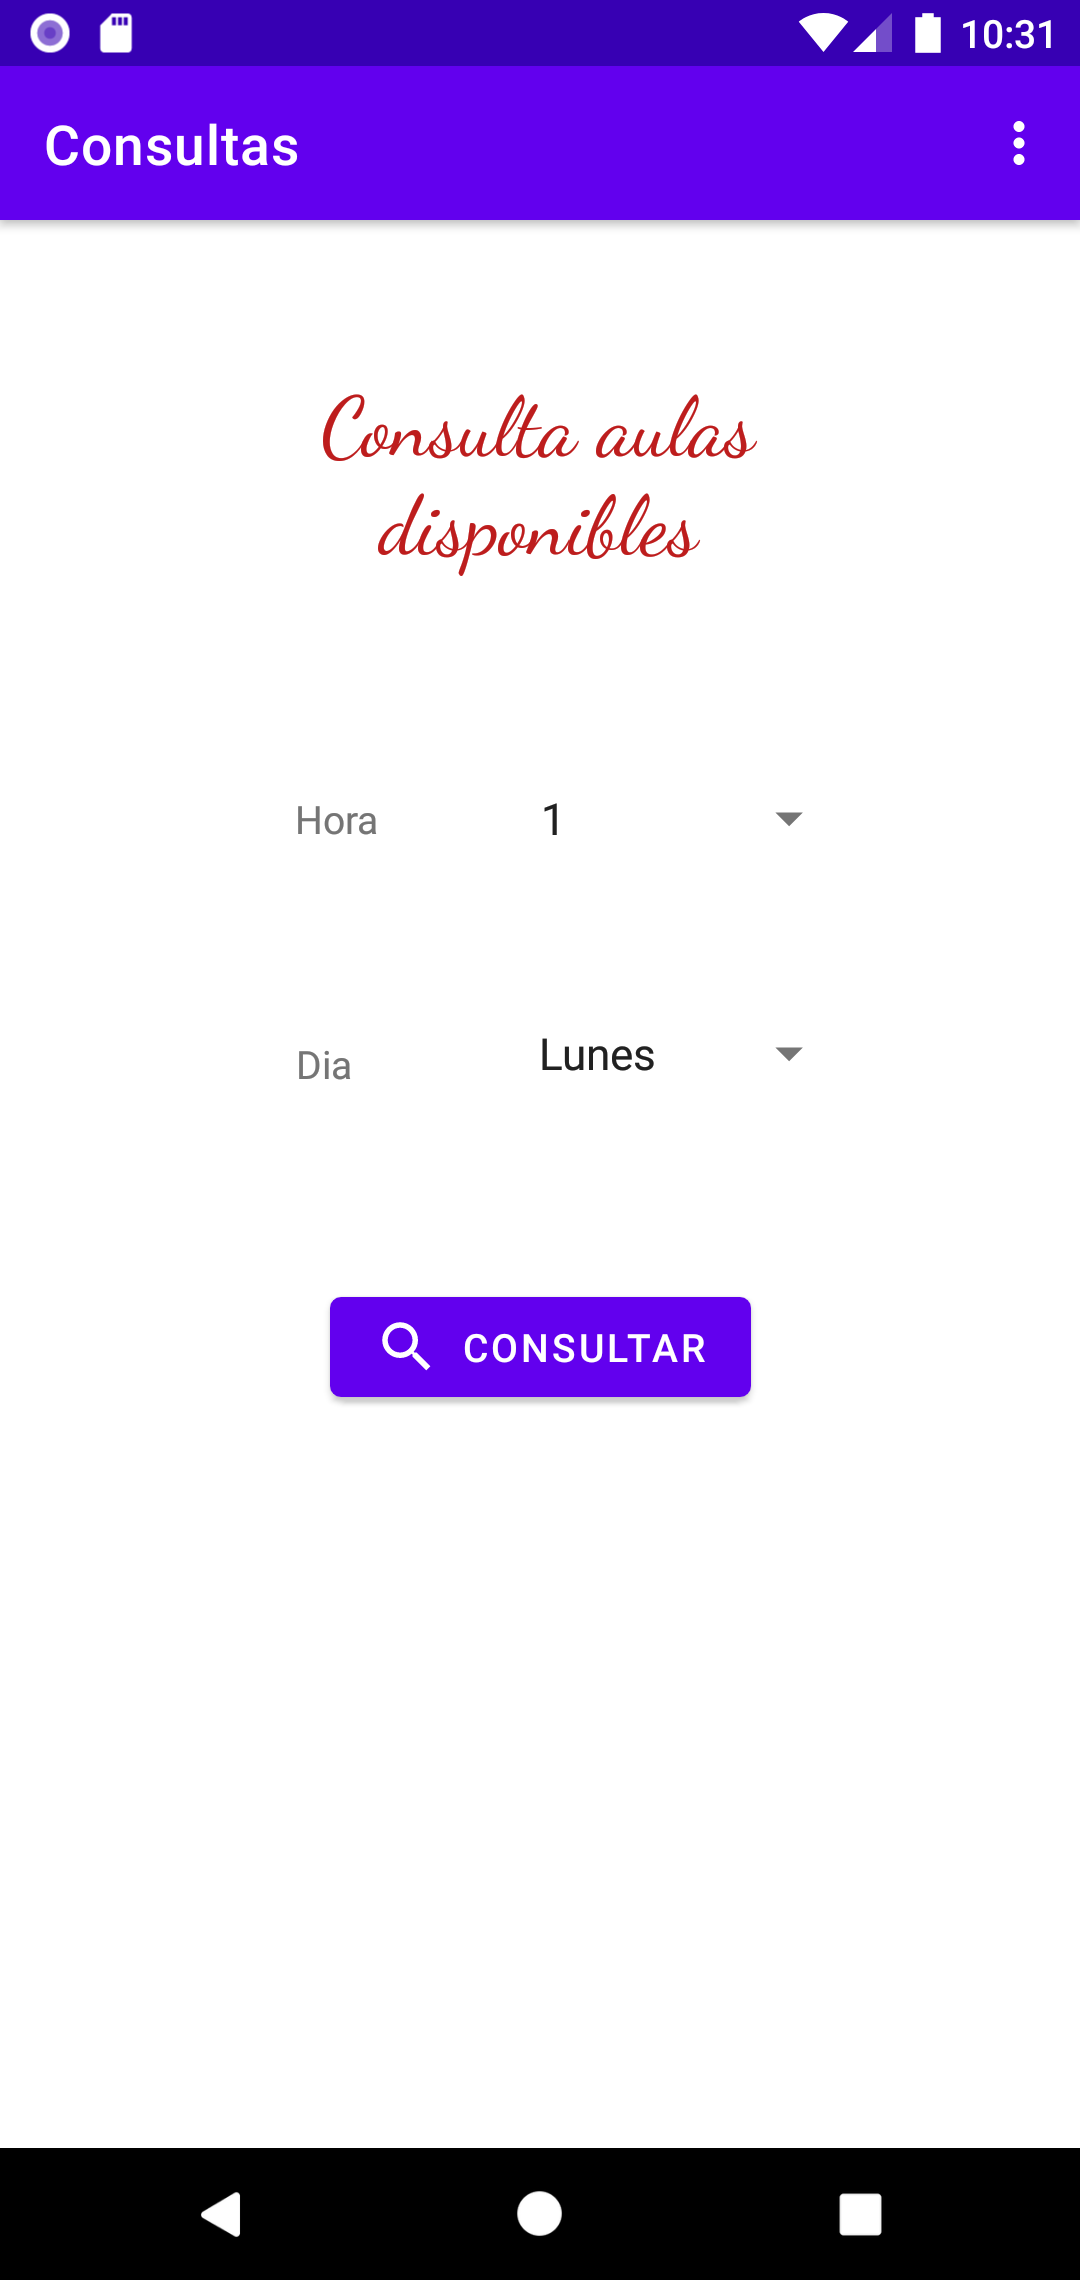 10:31
Consultas
Consulta aulas
disponibles
Hora 1
Dia Lunes
CONSULTAR